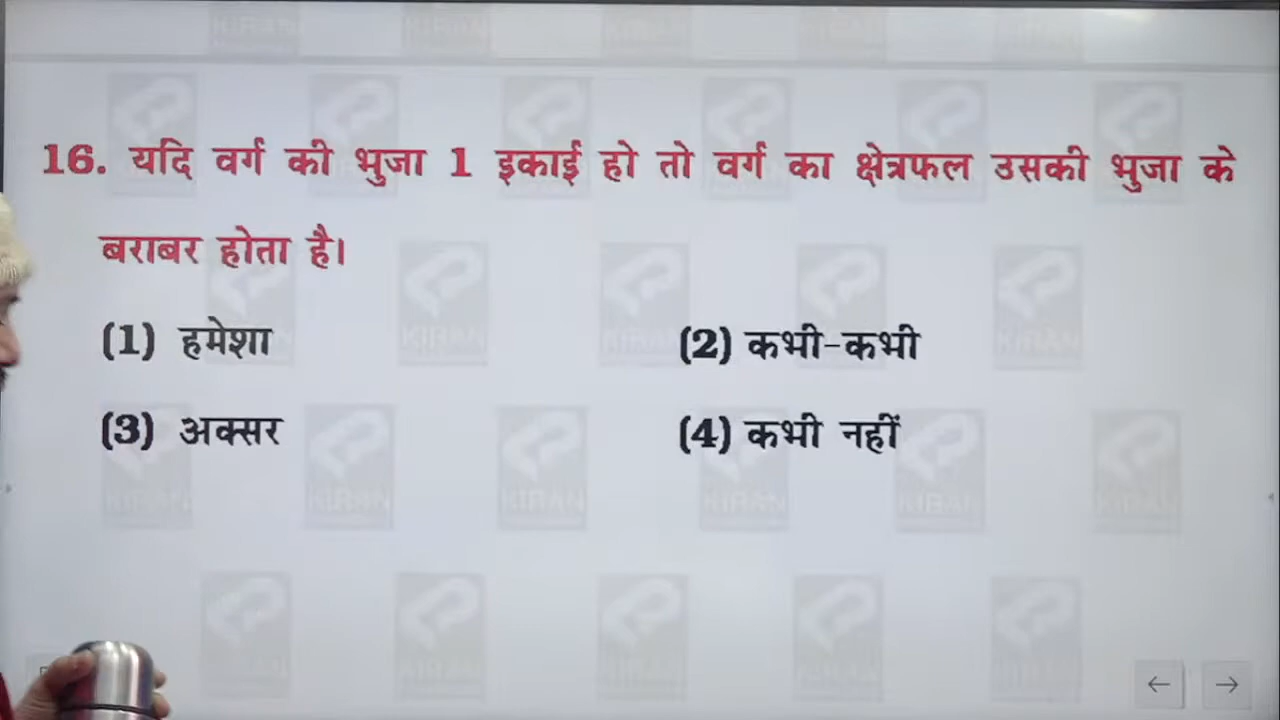 16. यदि वर्ग की भुजा 1 इकाई हो तो वर्ग का क्षेत्रफल उसकी भुजा के
बराबर होता है।
(1) हमेशा (2) कभी-कभी
(3) अक्सर (4) कभी नहीं
KIRAN